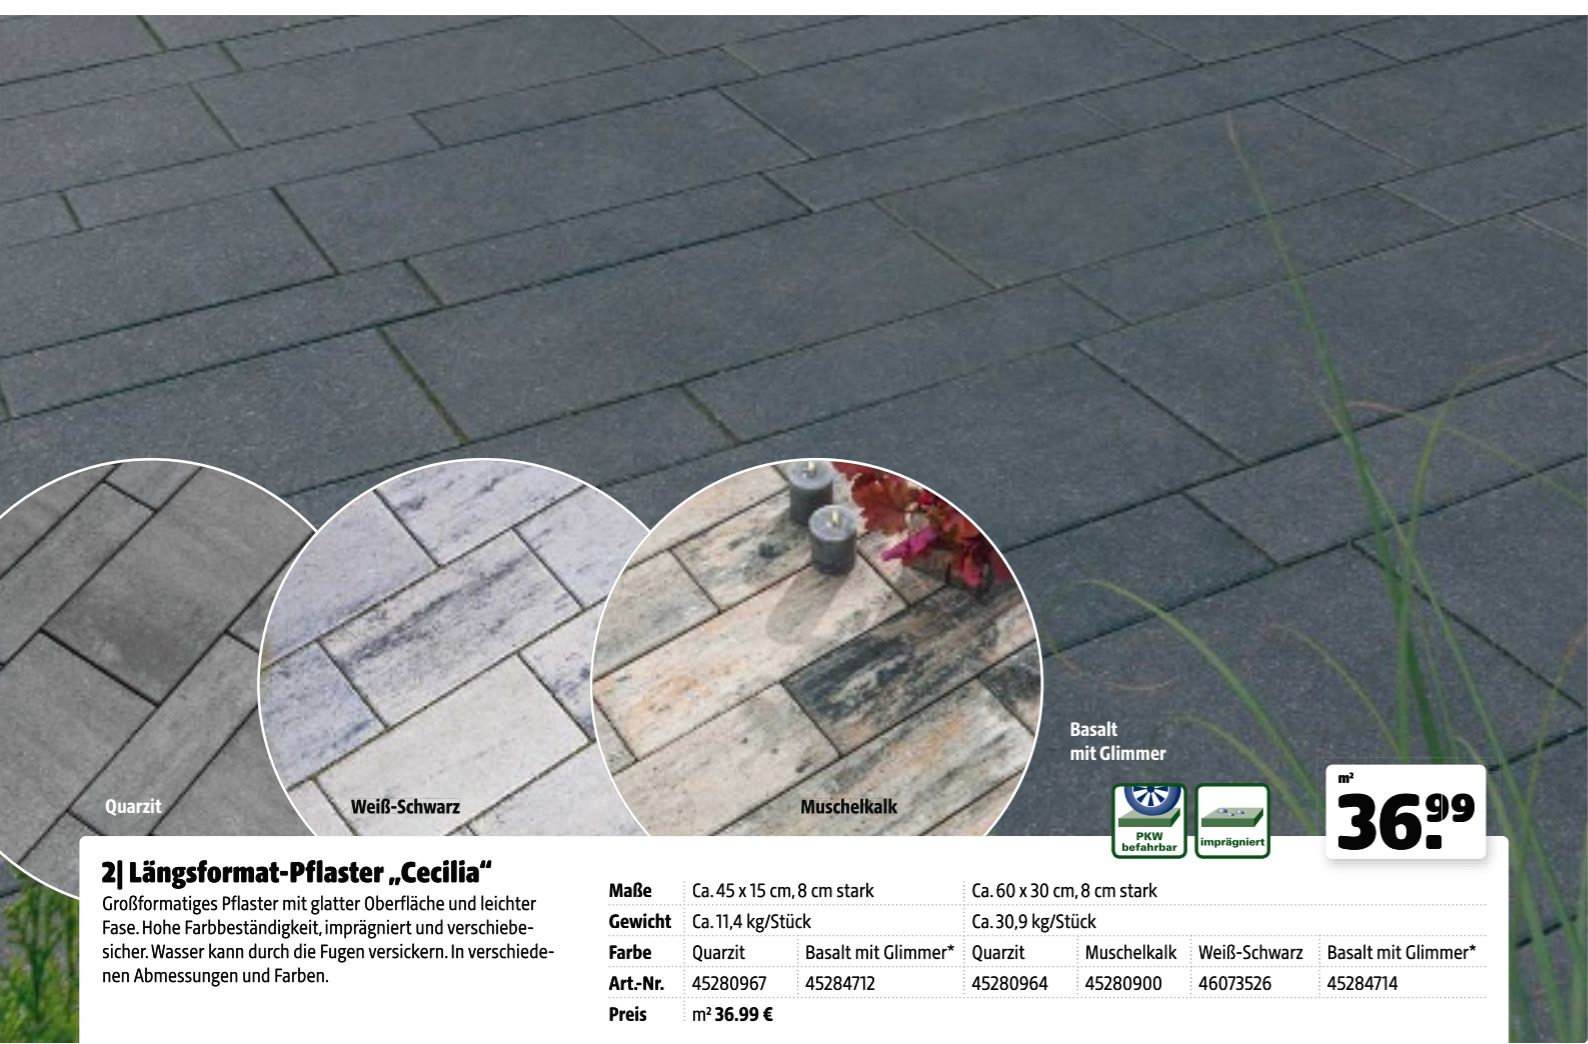 Basalt
mit Glimmer
Quarzit
Weiß-Schwarz
Muschelkalk
PKW
befahrbar
imprägniert
m²
36.99
2| Längsformat-Pflaster „Cecilia“
Großformatiges Pflaster mit glatter Oberfläche und leichter
Fase. Hohe Farbbeständigkeit, imprägniert und verschiebe-
sicher. Wasser kann durch die Fugen versickern. In verschiede-
nen Abmessungen und Farben.
Maße Ca. 45 x 15 cm, 8 cm stark Ca. 60 x 30 cm, 8 cm stark
Gewicht Ca. 11,4 kg/Stück Ca. 30,9 kg/Stück
Farbe Quarzit Basalt mit Glimmer* Quarzit Muschelkalk Weiß-Schwarz Basalt mit Glimmer*
Art.-Nr. 45280967 45284712 45280964 45280900 46073526 45284714
Preis m² 36.99 €